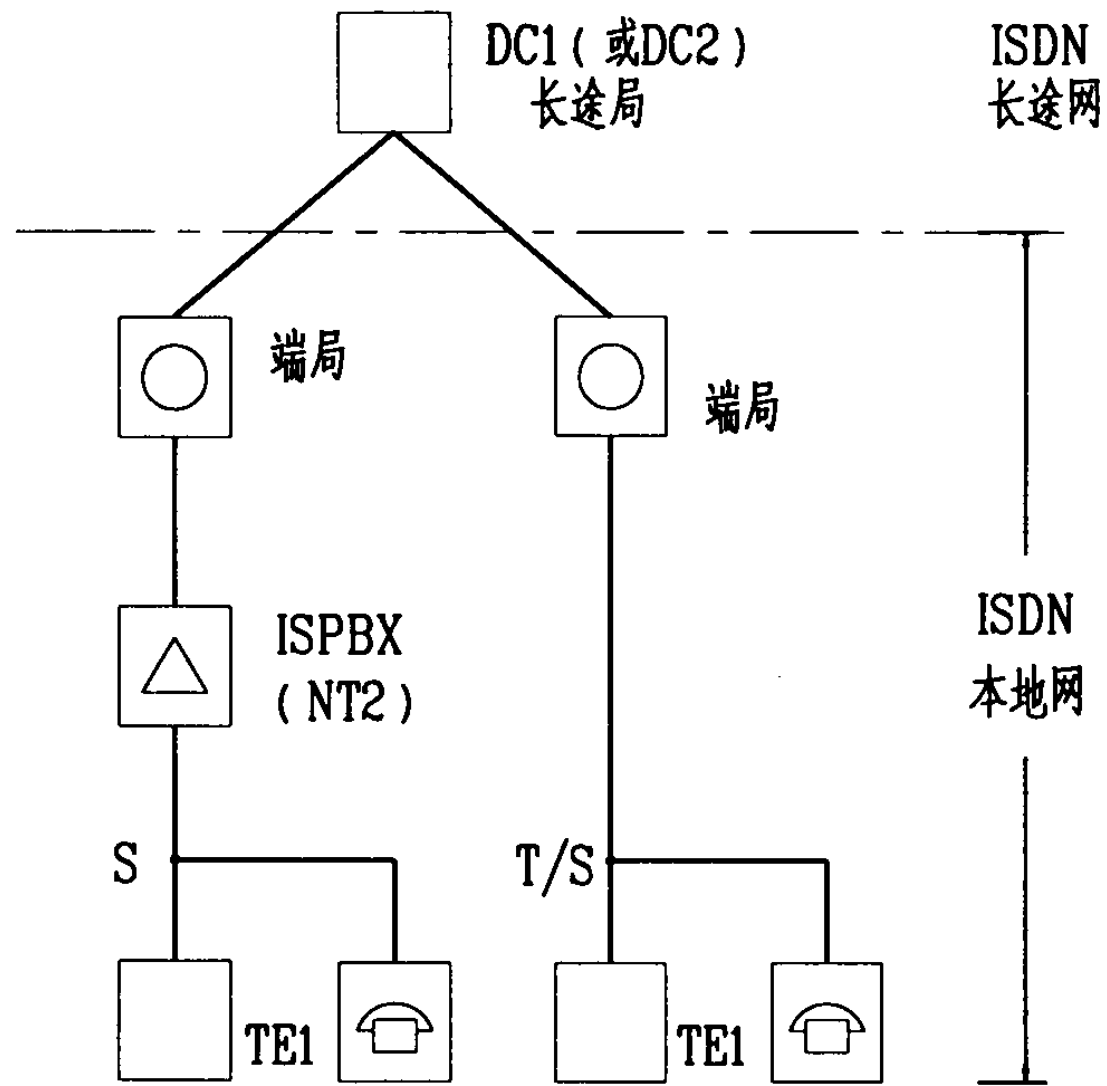 DC1(或DC2)
长途局
ISDN
长途网
端局
端局
ISPBX
(NT2)
ISDN
本地网
S
T/S
TE1
TE1